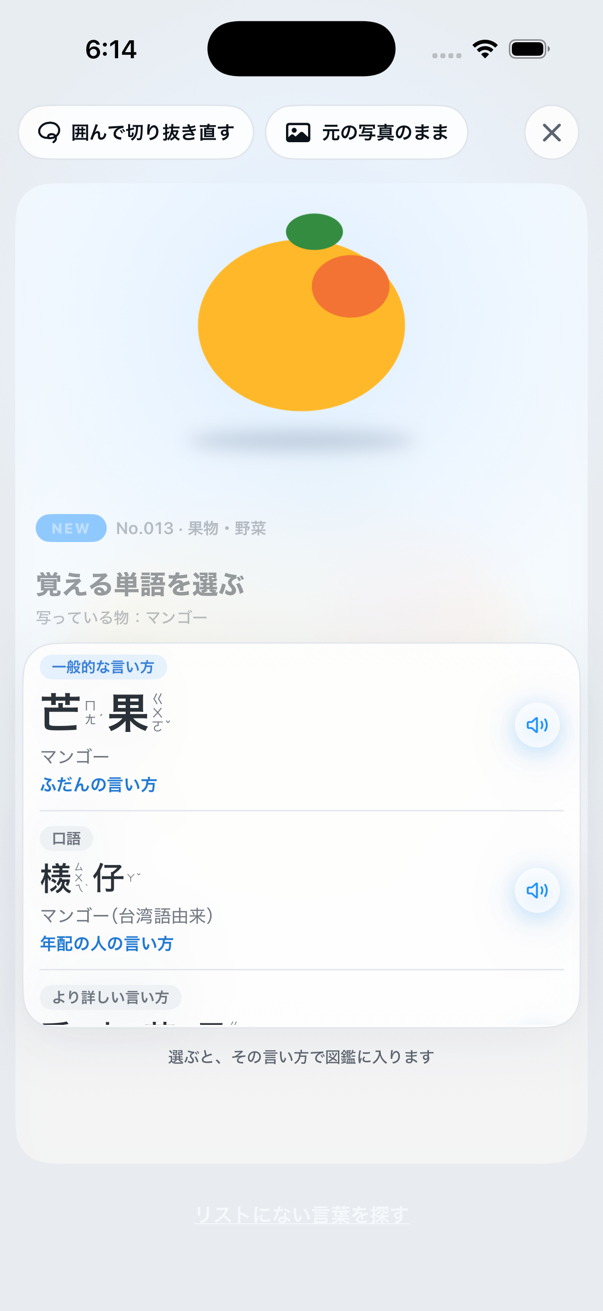 6:14
囲んで切り抜き直す
元の写真のまま
NEW No.013・果物・野菜
覚える単語を選ぶ
写っている物：マンゴー
一般的な言い方
芒ㄇㄤˊ果ㄍㄨㄛˇ
マンゴー
ふだんの言い方
口語
檨ㄙㄨㄟˋ仔ㄚˇ
マンゴー（台湾語由来）
年配の人の言い方
より詳しい言い方
選ぶと、その言い方で図鑑に入ります
リストにない言葉を探す